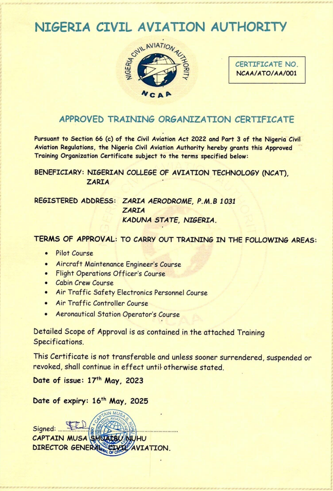 NIGERIA CIVIL AVIATION AUTHORITY
NIGERIA CIVIL AVIATION AUTHORITY
NCAA
CERTIFICATE NO.
NCAA/ATO/AA/001
APPROVED TRAINING ORGANIZATION CERTIFICATE
Pursuant to Section 66 (c) of the Civil Aviation Act 2022 and Part 3 of the Nigeria Civil
Aviation Regulations, the Nigeria Civil Aviation Authority hereby grants this Approved
Training Organization Certificate subject to the terms specified below:
BENEFICIARY: NIGERIAN COLLEGE OF AVIATION TECHNOLOGY (NCAT),
ZARIA
REGISTERED ADDRESS: ZARIA AERODROME, P.M.B 1031
ZARIA
KADUNA STATE, NIGERIA.
TERMS OF APPROVAL: TO CARRY OUT TRAINING IN THE FOLLOWING AREAS:
• Pilot Course
• Aircraft Maintenance Engineer's Course
• Flight Operations Officer's Course
• Cabin Crew Course
• Air Traffic Safety Electronics Personnel Course
• Air Traffic Controller Course
• Aeronautical Station Operator's Course
Detailed Scope of Approval is as contained in the attached Training
Specifications.
This Certificate is not transferable and unless sooner surrendered, suspended or
revoked, shall continue in effect until otherwise stated.
Date of issue: 17th May, 2023
Date of expiry: 16th May, 2025
Signed:
CAPTAIN MUSA SHUAIBU NUHU
DIRECTOR GENERAL, CIVIL AVIATION.